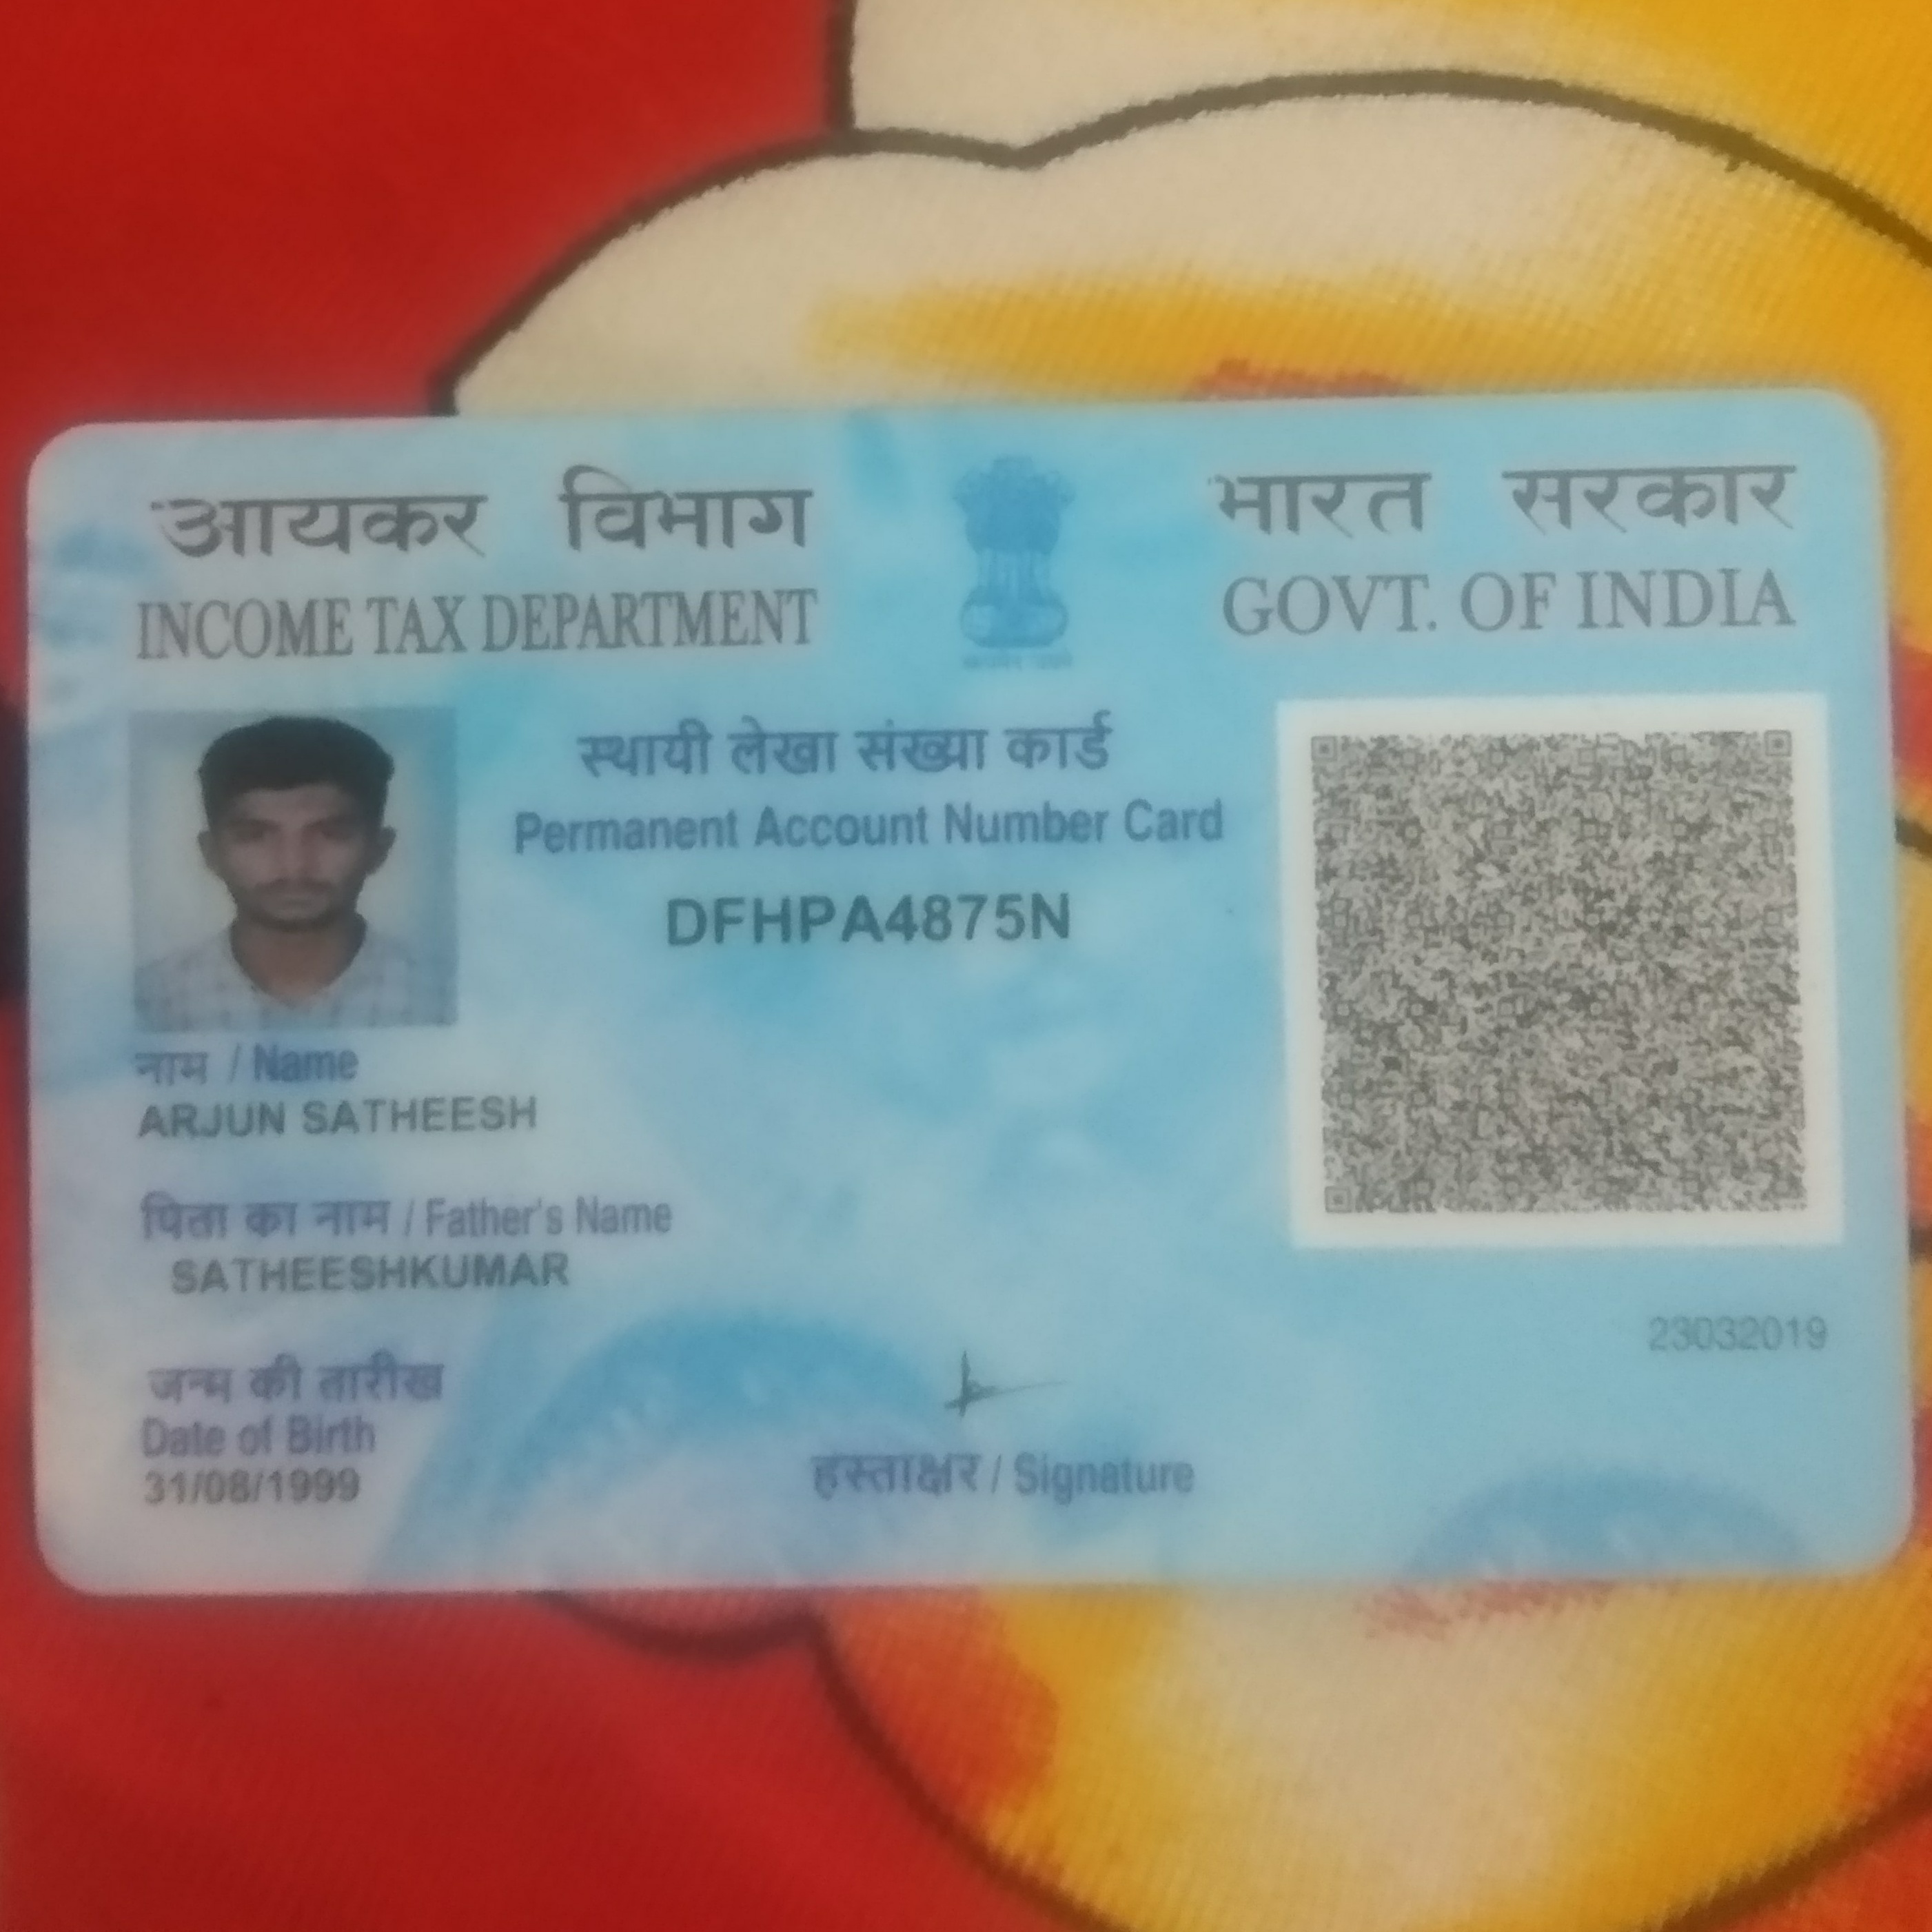 आयकर विभाग
INCOME TAX DEPARTMENT
भारत सरकार
GOVT. OF INDIA
स्थायी लेखा संख्या कार्ड
Permanent Account Number Card
DFHPA4875N
नाम / Name
ARJUN SATHEESH
पिता का नाम / Father's Name
SATHEESHKUMAR
23032019
जन्म की तारीख
Date of Birth
31/08/1999
हस्ताक्षर / Signature